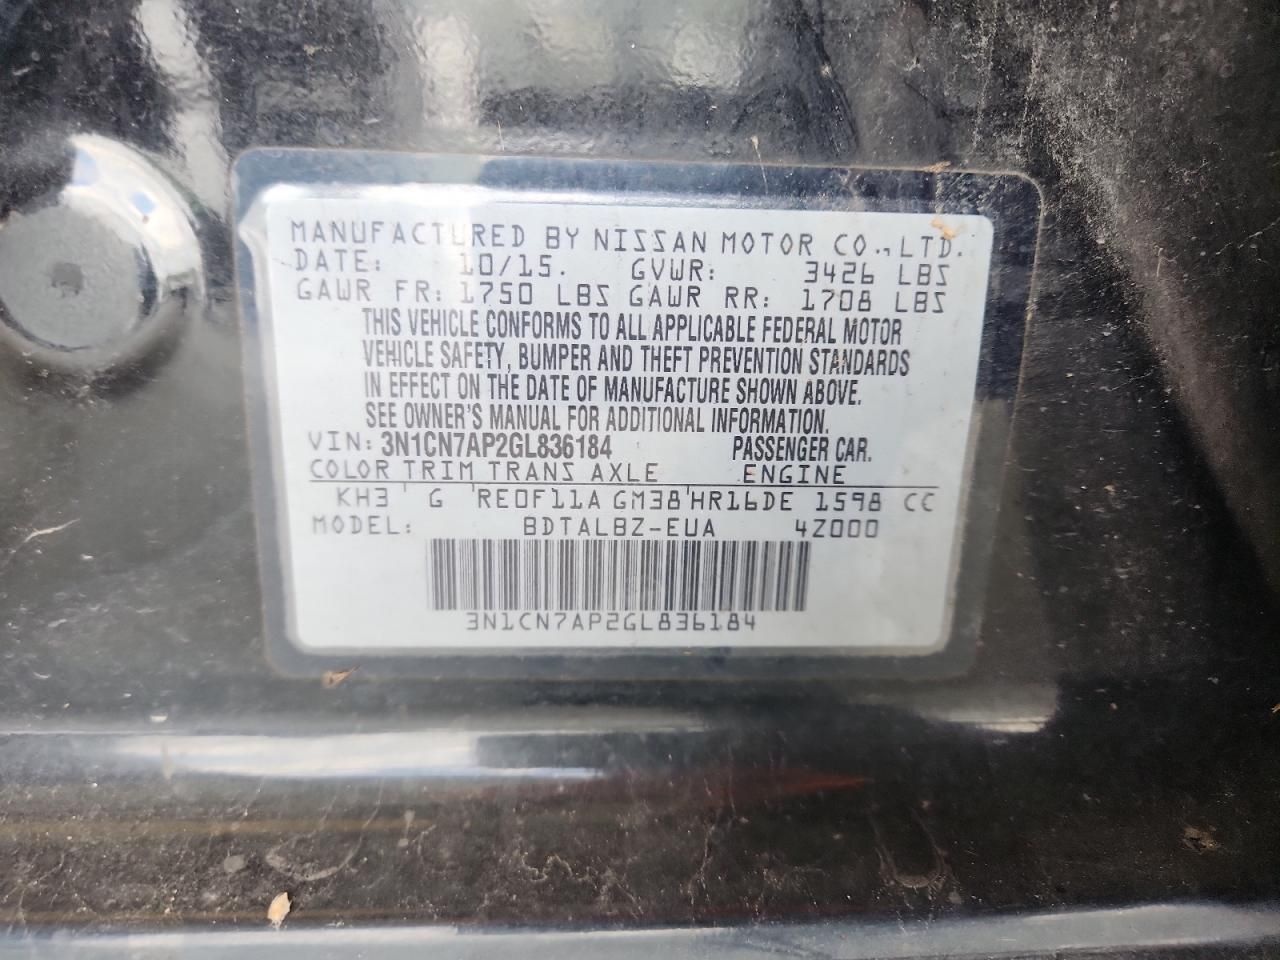 MANUFACTURED BY NISSAN MOTOR CO., LTD.
DATE: 10/15. GVWR: 3426 LBS
GAWR FR: 1750 LBS GAWR RR: 1708 LBS
THIS VEHICLE CONFORMS TO ALL APPLICABLE FEDERAL MOTOR
VEHICLE SAFETY, BUMPER AND THEFT PREVENTION STANDARDS
IN EFFECT ON THE DATE OF MANUFACTURE SHOWN ABOVE.
SEE OWNER'S MANUAL FOR ADDITIONAL INFORMATION.
VIN: 3N1CN7AP2GL836184 PASSENGER CAR.
COLOR TRIM TRANS AXLE ENGINE
KH3 G RE0F11A GM38 HR16DE 1598 CC
MODEL: BDTALBZ-EUA 4Z000
3N1CN7AP2GL836184